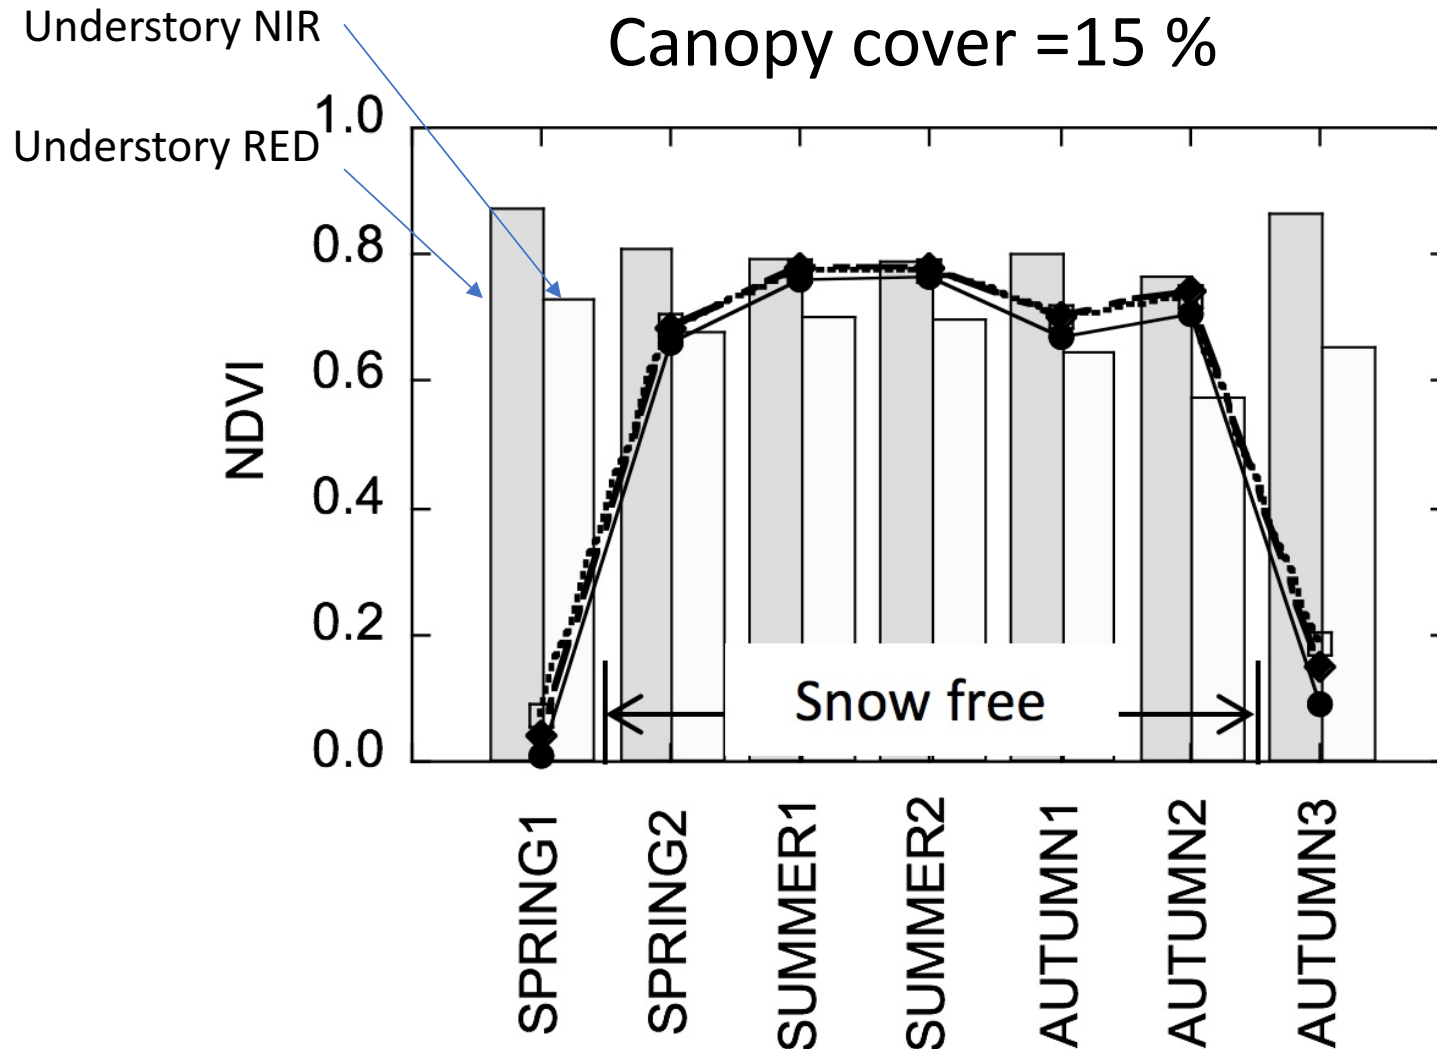 Understory NIR
Canopy cover =15 %
Understory RED
1.0
0.8
0.6
0.4
0.2
0.0
NDVI
Snow free
SPRING1
SPRING2
SUMMER1
SUMMER2
AUTUMN1
AUTUMN2
AUTUMN3